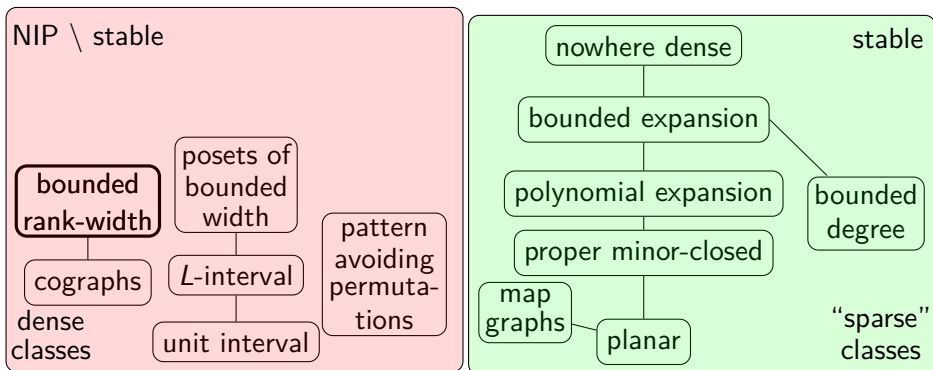 NIP \ stable
posets of
bounded
width
bounded
rank-width
pattern
avoiding
permuta-
tions
cographs
L-interval
dense
classes
unit interval
stable
nowhere dense
bounded expansion
polynomial expansion
bounded
degree
proper minor-closed
map
graphs
planar
“sparse”
classes